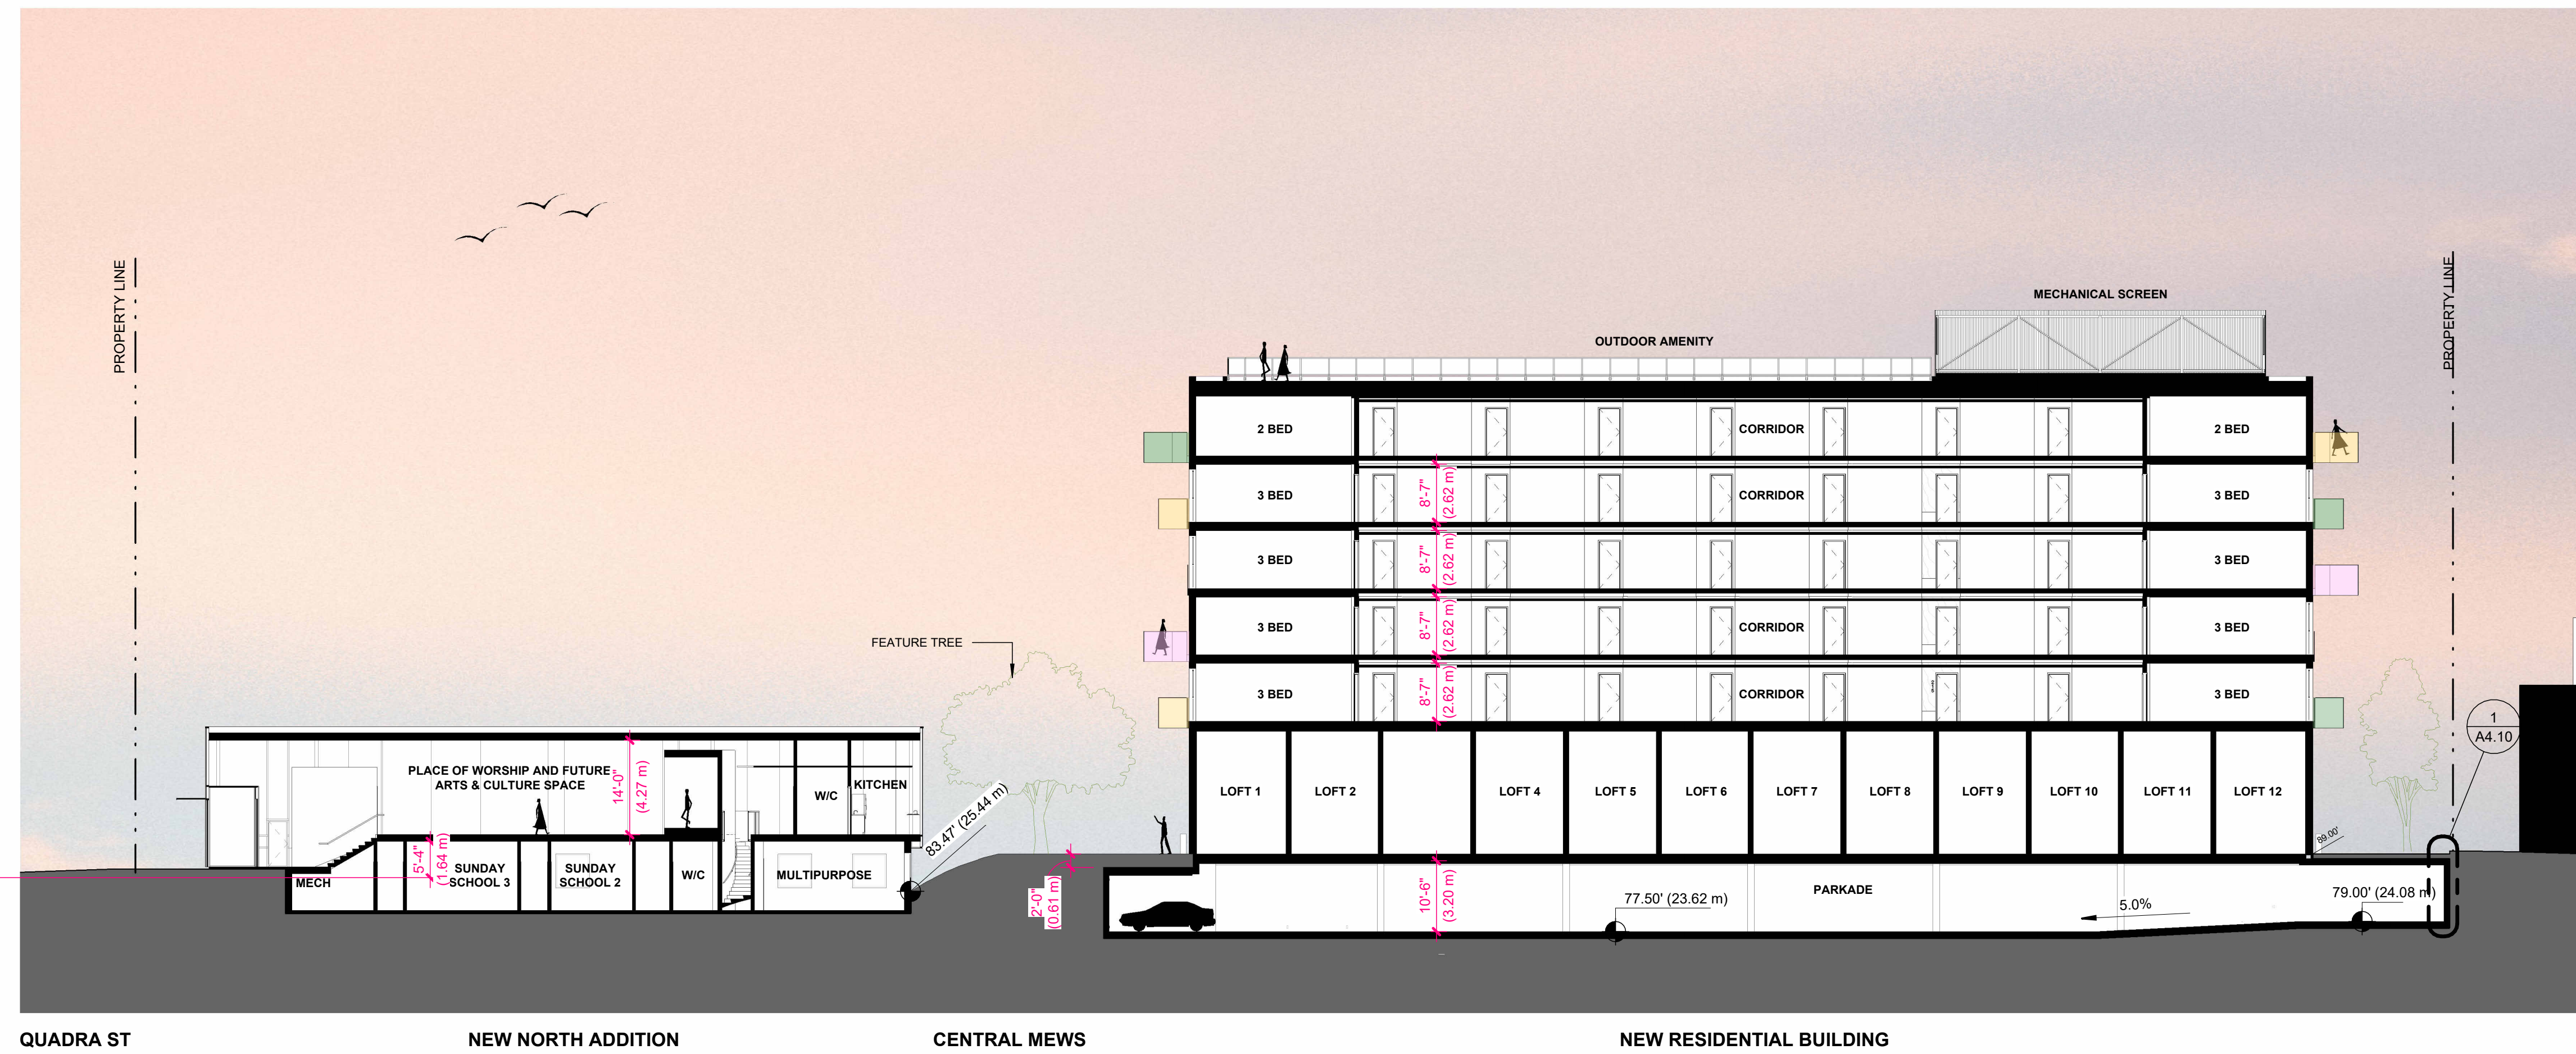 PROPERTY LINE
PROPERTY LINE
MECHANICAL SCREEN
OUTDOOR AMENITY
2 BED
CORRIDOR
2 BED
3 BED
8'-7"
(2.62 m)
CORRIDOR
3 BED
3 BED
8'-7"
(2.62 m)
CORRIDOR
3 BED
FEATURE TREE
3 BED
8'-7"
(2.62 m)
CORRIDOR
3 BED
3 BED
8'-7"
(2.62 m)
CORRIDOR
3 BED
1
A4.10
PLACE OF WORSHIP AND FUTURE
ARTS & CULTURE SPACE
14'-0"
(4.27 m)
W/C
KITCHEN
LOFT 1
LOFT 2
LOFT 4
LOFT 5
LOFT 6
LOFT 7
LOFT 8
LOFT 9
LOFT 10
LOFT 11
LOFT 12
83.47' (25.44 m)
89.00'
MECH
5'-4"
(1.64 m)
SUNDAY
SCHOOL 3
SUNDAY
SCHOOL 2
W/C
MULTIPURPOSE
2'-0"
(0.61 m)
10'-6"
(3.20 m)
77.50' (23.62 m)
PARKADE
5.0%
79.00' (24.08 m)
QUADRA ST
NEW NORTH ADDITION
CENTRAL MEWS
NEW RESIDENTIAL BUILDING